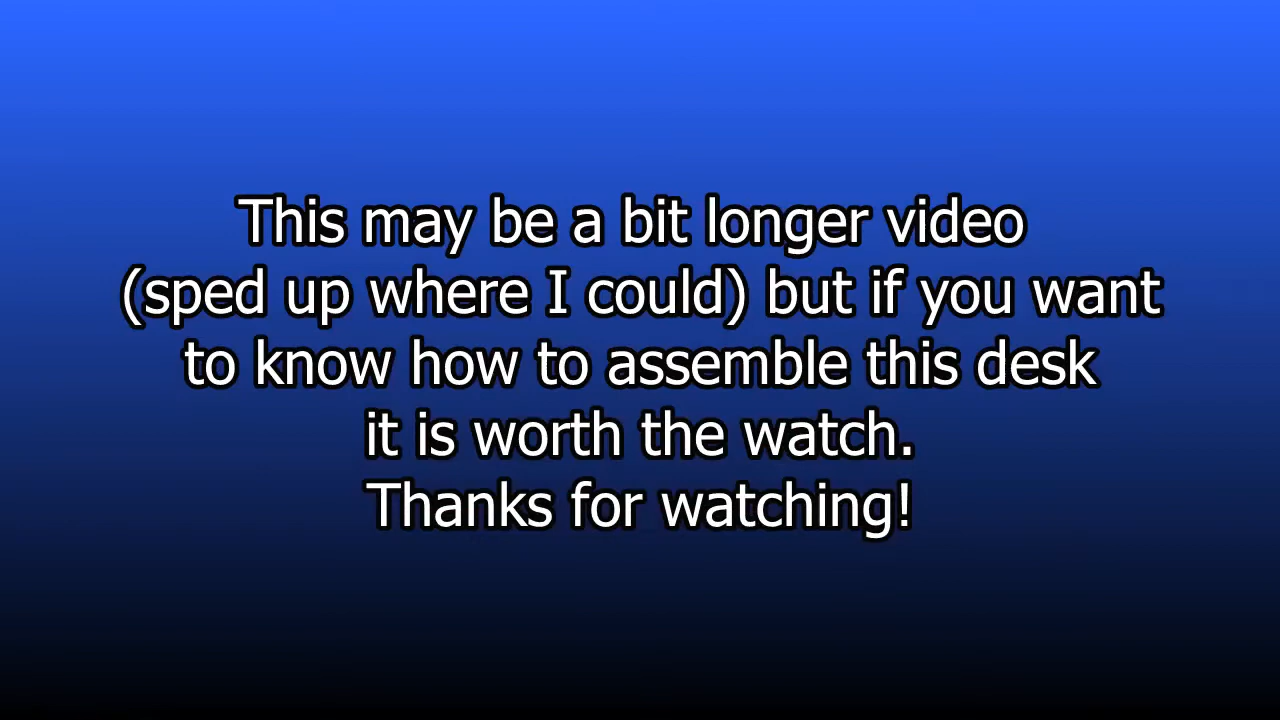 This may be a bit longer video
(sped up where I could) but if you want
to know how to assemble this desk
it is worth the watch.
Thanks for watching!